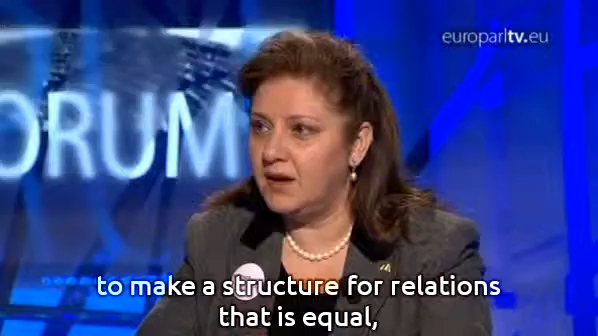 europarltv.eu
ORUM
to make a structure for relations
that is equal,